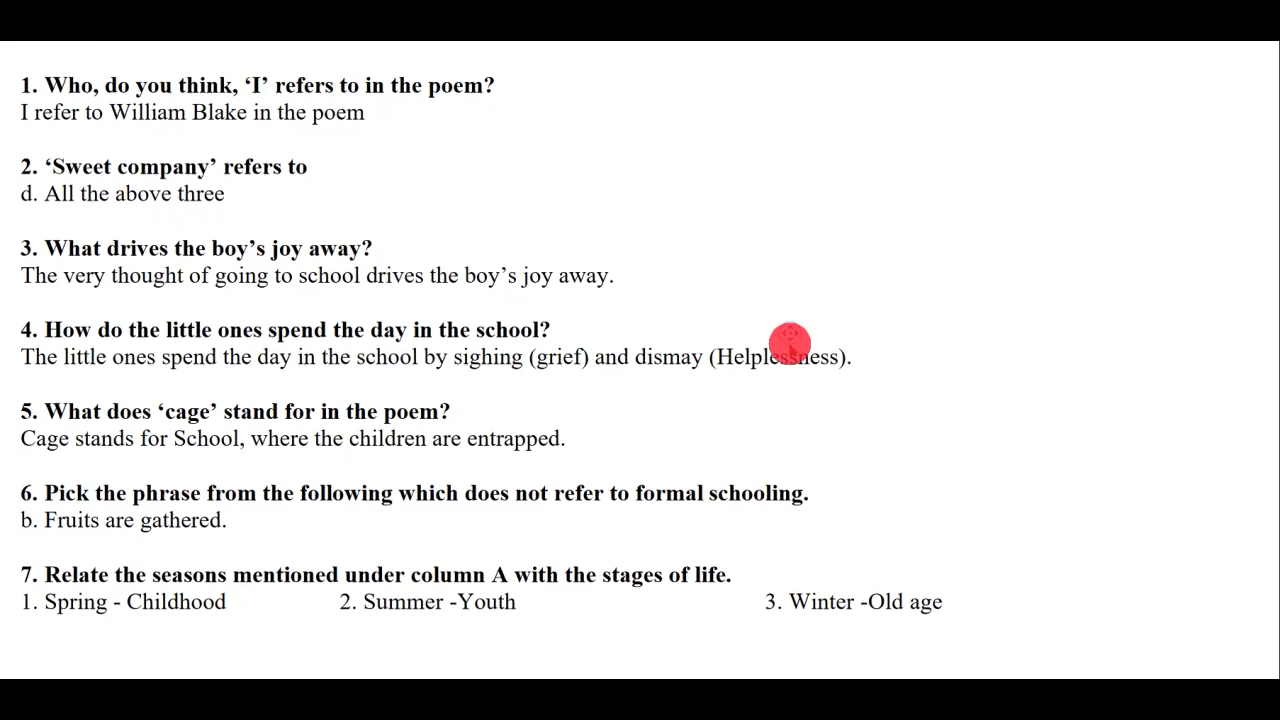 1. Who, do you think, ‘I’ refers to in the poem?
I refer to William Blake in the poem
2. ‘Sweet company’ refers to
d. All the above three
3. What drives the boy’s joy away?
The very thought of going to school drives the boy’s joy away.
4. How do the little ones spend the day in the school?
The little ones spend the day in the school by sighing (grief) and dismay (Helplessness).
5. What does ‘cage’ stand for in the poem?
Cage stands for School, where the children are entrapped.
6. Pick the phrase from the following which does not refer to formal schooling.
b. Fruits are gathered.
7. Relate the seasons mentioned under column A with the stages of life.
1. Spring - Childhood 2. Summer -Youth 3. Winter -Old age